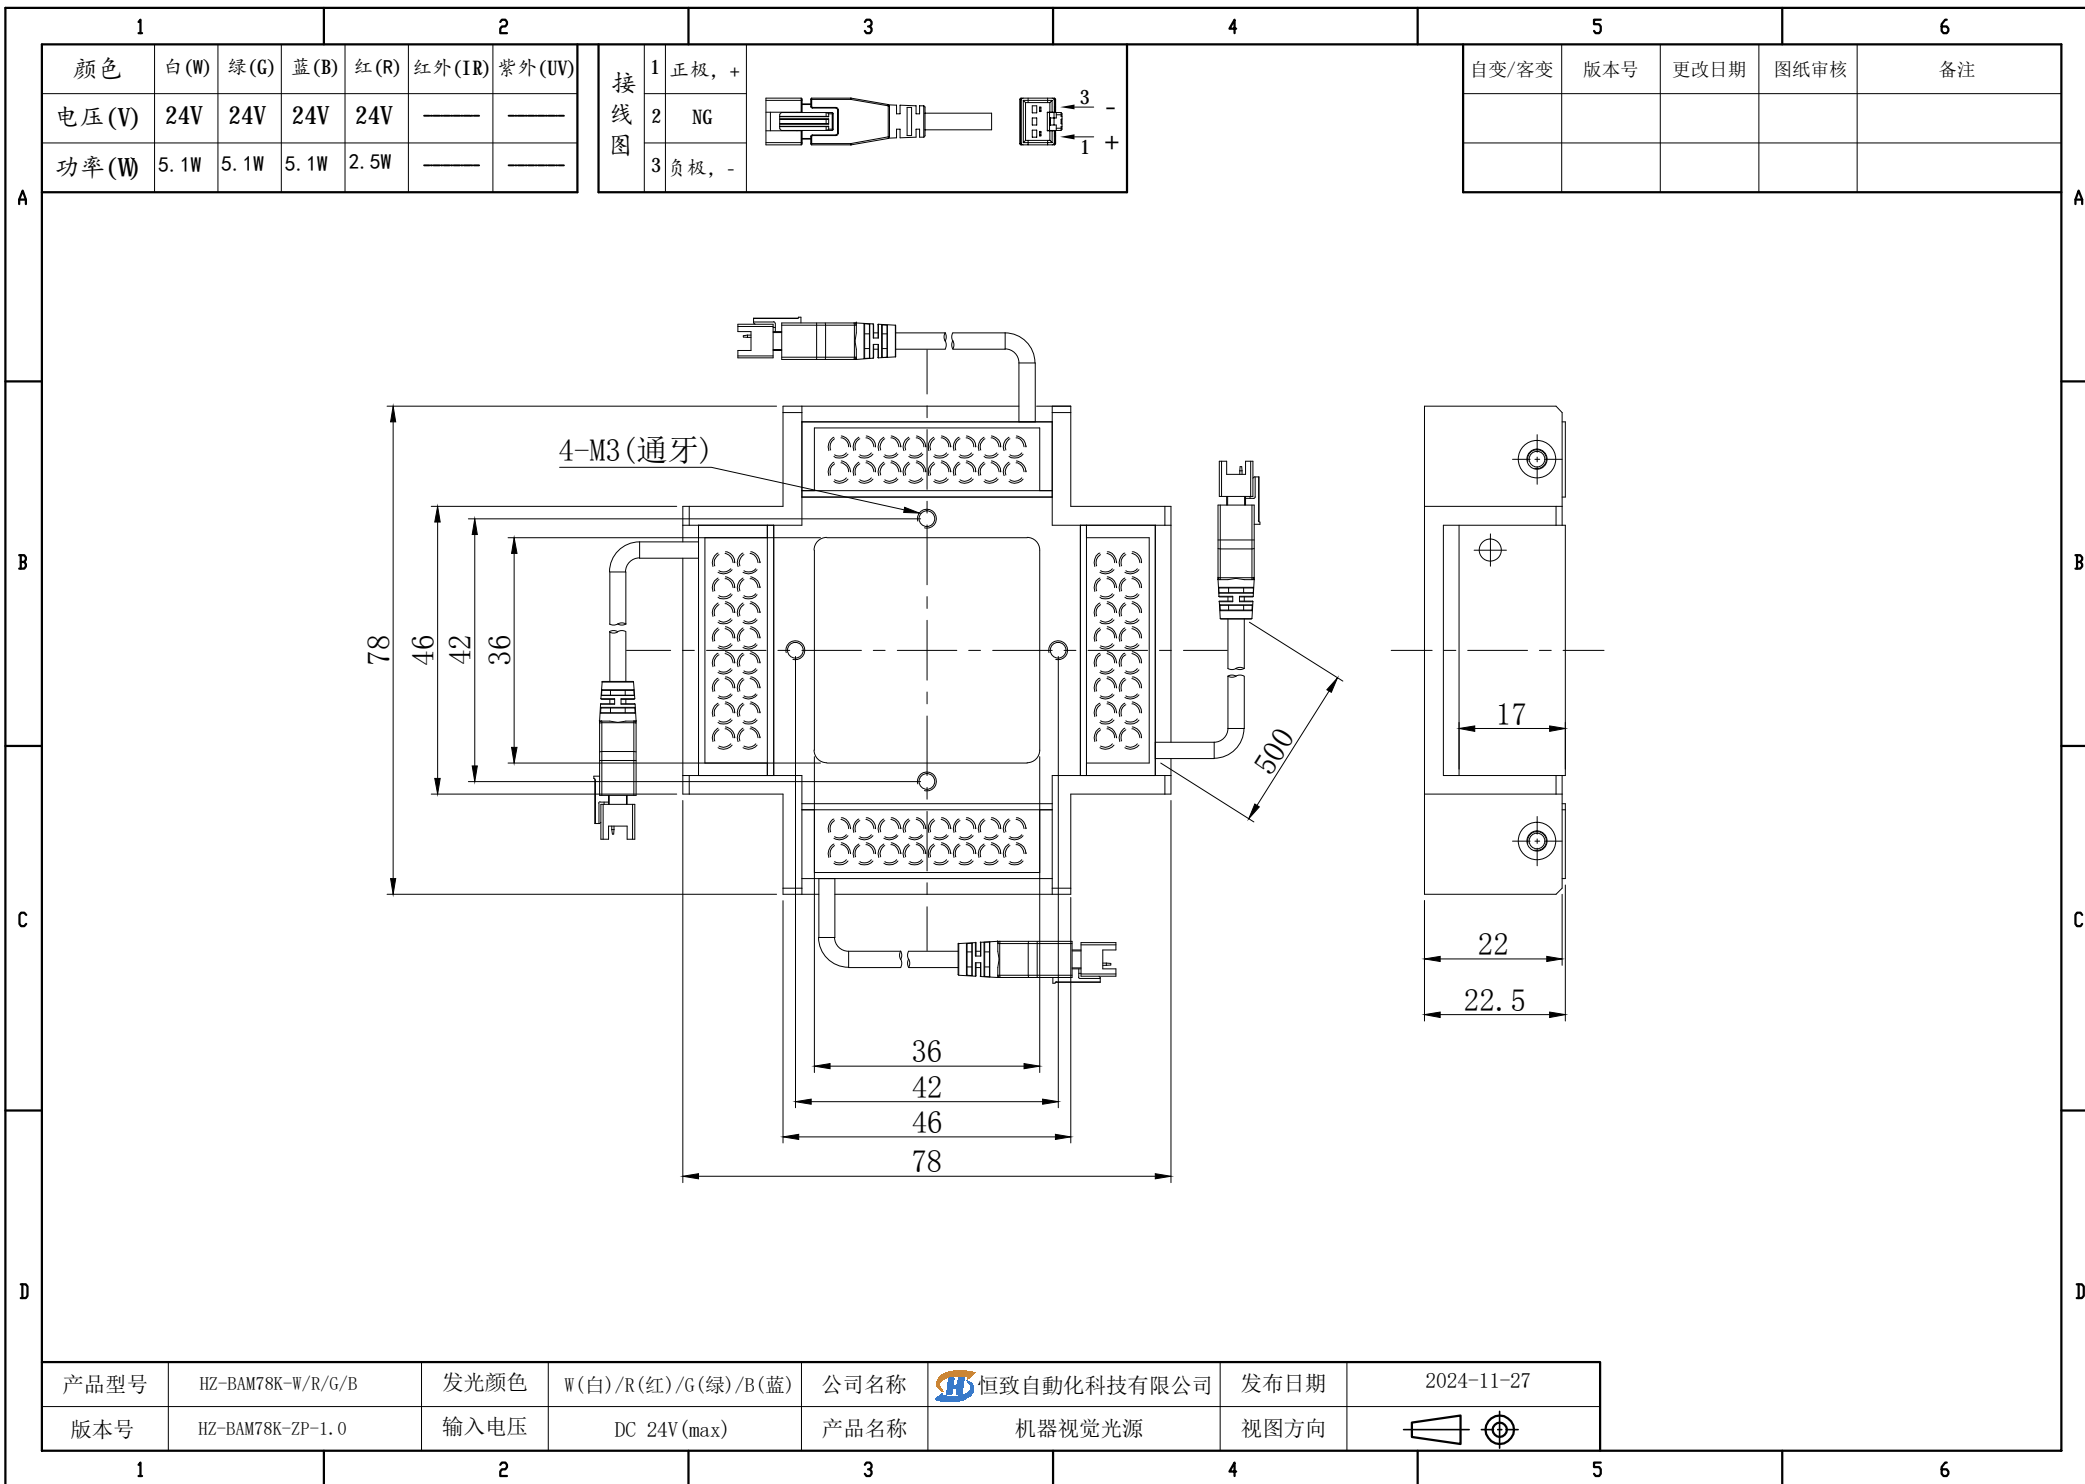 1 2 3 4 5 6
颜色 白(W) 绿(G) 蓝(B) 红(R) 红外(IR) 紫外(UV)
电压(V) 24V 24V 24V 24V
功率(W) 5.1W 5.1W 5.1W 2.5W
接线图
1 正极, +
2 NG
3 负极, -
3 -
1 +
自变/客变 版本号 更改日期 图纸审核 备注
A A
B B
C C
D D
4-M3(通牙)
78
46
42
36
500
17
22
22.5
36
42
46
78
产品型号 HZ-BAM78K-W/R/G/B 发光颜色 W(白)/R(红)/G(绿)/B(蓝) 公司名称 H 恒致自動化科技有限公司 发布日期 2024-11-27
版本号 HZ-BAM78K-ZP-1.0 输入电压 DC 24V(max) 产品名称 机器视觉光源 视图方向
1 2 3 4 5 6